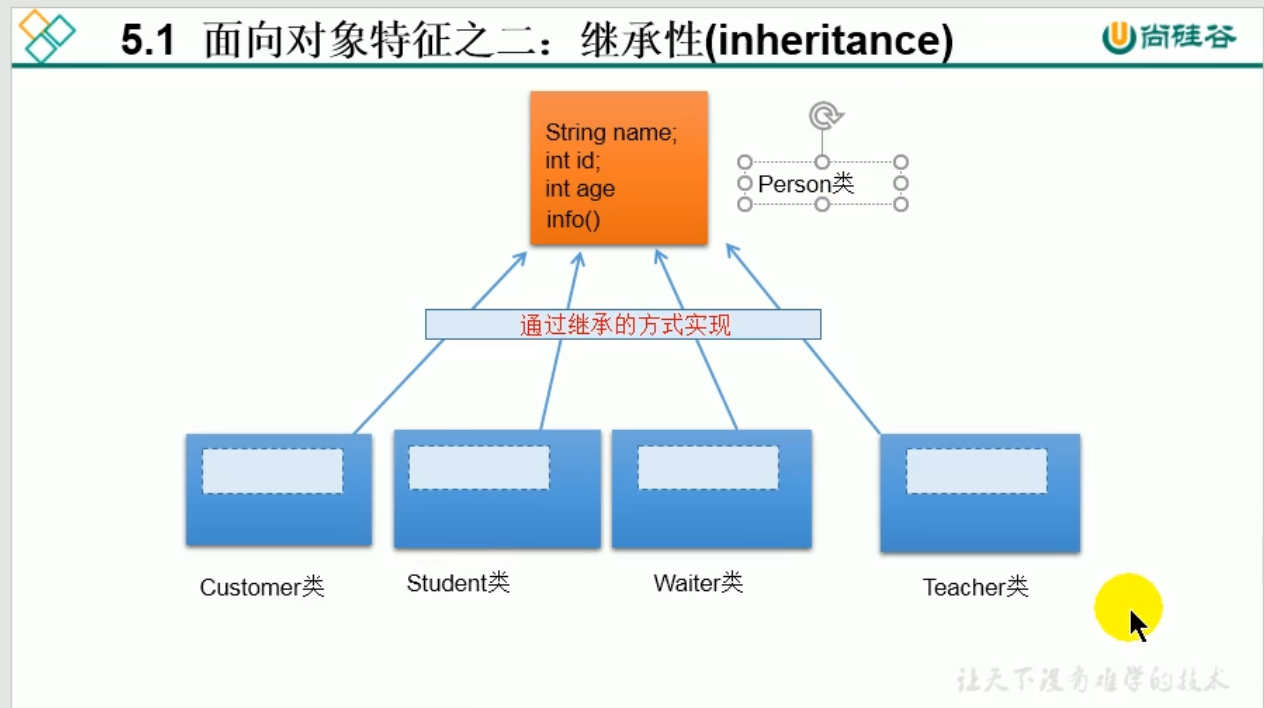 5.1 面向对象特征之二：继承性(inheritance)
尚硅谷
String name;
int id;
int age
info()
Person类
通过继承的方式实现
Customer类
Student类
Waiter类
Teacher类
让天下没有难学的技术